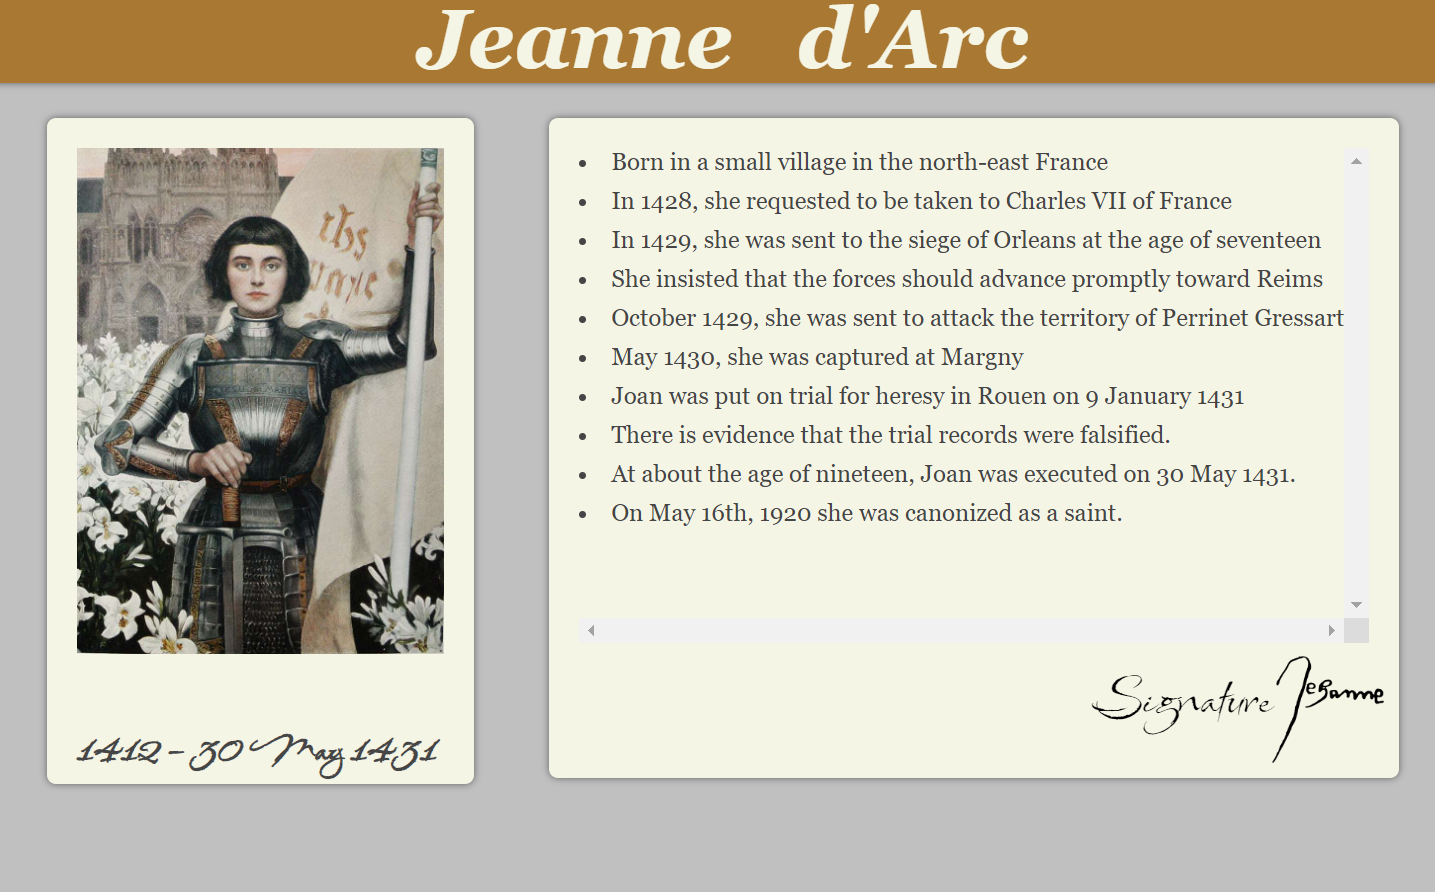 Jeanne d'Arc
ihs
1412 – 30 May 1431
• Born in a small village in the north-east France
• In 1428, she requested to be taken to Charles VII of France
• In 1429, she was sent to the siege of Orleans at the age of seventeen
• She insisted that the forces should advance promptly toward Reims
• October 1429, she was sent to attack the territory of Perrinet Gressart
• May 1430, she was captured at Margny
• Joan was put on trial for heresy in Rouen on 9 January 1431
• There is evidence that the trial records were falsified.
• At about the age of nineteen, Joan was executed on 30 May 1431.
• On May 16th, 1920 she was canonized as a saint.
Signature Jeganne